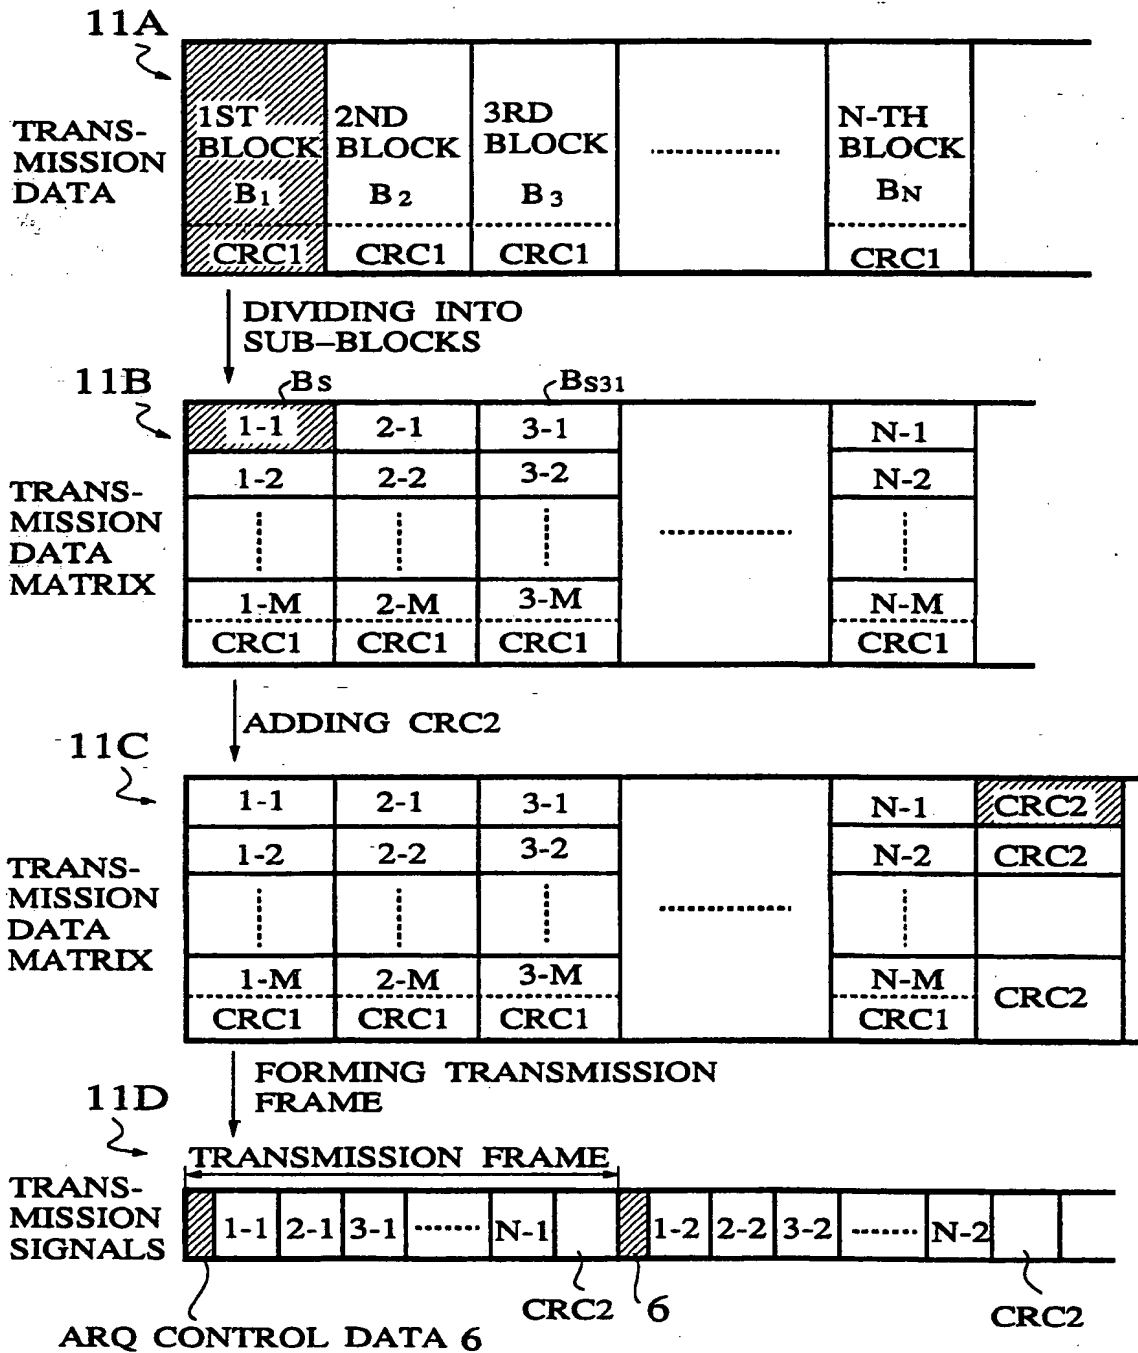 11A
TRANS-
MISSION
DATA
1ST
BLOCK
B1
CRC1
2ND
BLOCK
B2
CRC1
3RD
BLOCK
B3
CRC1
N-TH
BLOCK
BN
CRC1
DIVIDING INTO
SUB-BLOCKS
11B
BS
BS31
TRANS-
MISSION
DATA
MATRIX
1-1 2-1 3-1 N-1
1-2 2-2 3-2 N-2
1-M 2-M 3-M N-M
CRC1 CRC1 CRC1 CRC1
ADDING CRC2
11C
TRANS-
MISSION
DATA
MATRIX
1-1 2-1 3-1 N-1 CRC2
1-2 2-2 3-2 N-2 CRC2
1-M 2-M 3-M N-M CRC2
CRC1 CRC1 CRC1 CRC1
FORMING TRANSMISSION
FRAME
11D
TRANSMISSION FRAME
TRANS-
MISSION
SIGNALS
1-1 2-1 3-1 N-1 1-2 2-2 3-2 N-2
CRC2 6 CRC2
ARQ CONTROL DATA 6